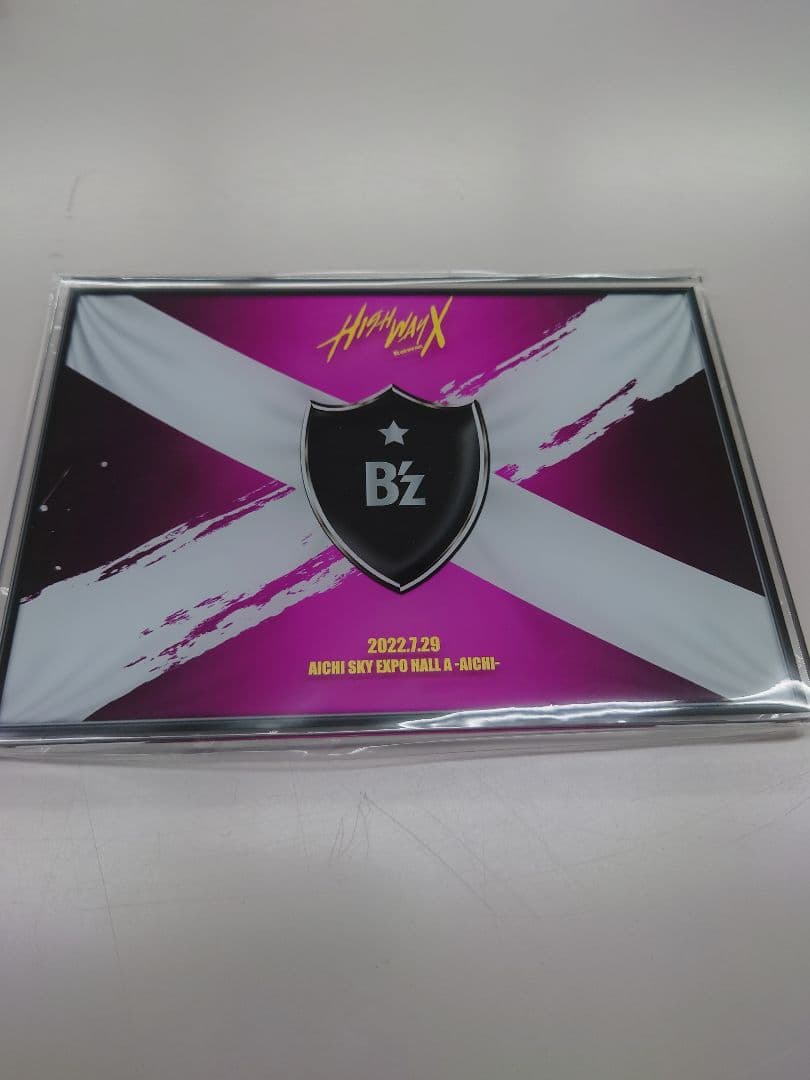 HIGHWAY X
B'z
2022.7.29
AICHI SKY EXPO HALL A -AICHI-